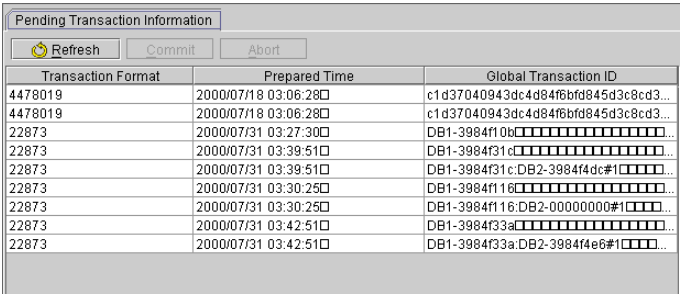 Pending Transaction Information
Refresh Commit Abort
Transaction Format Prepared Time Global Transaction ID
4478019 2000/07/18 03:06:28□ c1d37040943dc4d84f6bfd845d3c8cd3...
4478019 2000/07/18 03:06:28□ c1d37040943dc4d84f6bfd845d3c8cd3...
22873 2000/07/31 03:27:30□ DB1-3984f10b□□□□□□□□□□□□□□□□□...
22873 2000/07/31 03:39:51□ DB1-3984f31c□□□□□□□□□□□□□□□□□...
22873 2000/07/31 03:39:51□ DB1-3984f31c:DB2-3984f4dc#1□□□□□...
22873 2000/07/31 03:30:25□ DB1-3984f116□□□□□□□□□□□□□□□□□...
22873 2000/07/31 03:30:25□ DB1-3984f116:DB2-00000000#1□□□□...
22873 2000/07/31 03:42:51□ DB1-3984f33a□□□□□□□□□□□□□□□□□...
22873 2000/07/31 03:42:51□ DB1-3984f33a:DB2-3984f4e6#1□□□□...